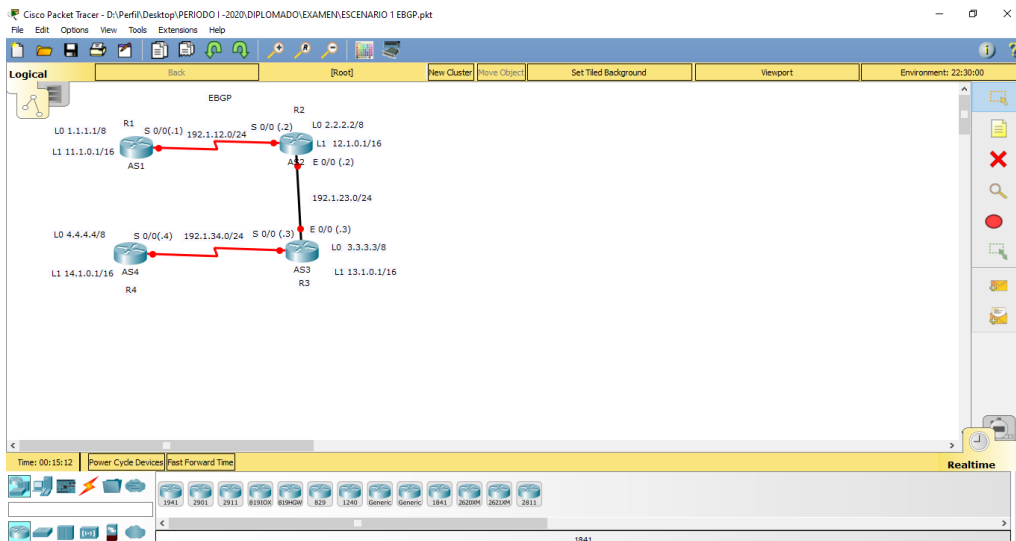 Cisco Packet Tracer - D:\Perfil\Desktop\PERIODO I -2020\DIPLOMADO\EXAMEN\ESCENARIO 1 EBGP.pkt
File Edit Options View Tools Extensions Help
Logical Back [Root] New Cluster Move Object Set Tiled Background Viewport Environment: 22:30:00
EBGP
R2
L0 1.1.1.1/8 R1 S 0/0(.1) 192.1.12.0/24 S 0/0 (.2) L0 2.2.2.2/8
L1 11.1.0.1/16 L1 12.1.0.1/16
AS1 AS2 E 0/0 (.2)
192.1.23.0/24
L0 4.4.4.4/8 S 0/0(.4) 192.1.34.0/24 S 0/0 (.3) E 0/0 (.3)
L0 3.3.3.3/8
L1 14.1.0.1/16 AS4 AS3 L1 13.1.0.1/16
R4 R3
Time: 00:15:12 Power Cycle Devices Fast Forward Time Realtime
1941 2901 2911 819IOX 819HGW 829 1240 Generic Generic 1841 2620XM 2621XM 2811
1841